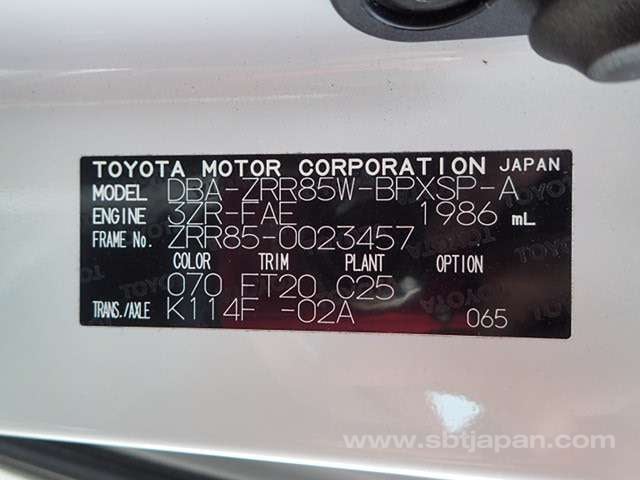 TOYOTA MOTOR CORPORATION JAPAN
MODEL DBA-ZRR85W-BPXSP-A
ENGINE 3ZR-FAE 1986 mL
FRAME No. ZRR85-0023457
COLOR TRIM PLANT OPTION
070 FT20 C25
TRANS./AXLE K114F -02A 065
www.sbtjapan.com